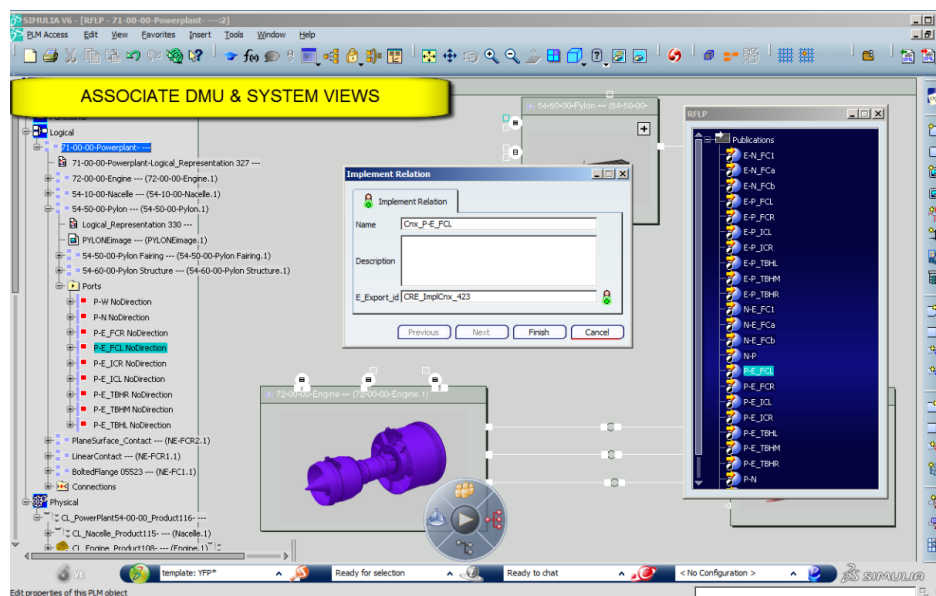 SIMULIA V6 - [RFLP - 71-00-00-Powerplant- ----:2]
PLM Access Edit View Favorites Insert Tools Window Help
ASSOCIATE DMU & SYSTEM VIEWS
Logical
71-00-00-Powerplant- ---
71-00-00-Powerplant-Logical_Representation 327 ---
72-00-00-Engine --- (72-00-00-Engine.1)
54-10-00-Nacelle --- (54-10-00-Nacelle.1)
54-50-00-Pylon --- (54-50-00-Pylon.1)
Logical_Representation 330 ---
PYLONEimage --- (PYLONEimage.1)
54-50-00-Pylon Fairing --- (54-50-00-Pylon Fairing.1)
54-60-00-Pylon Structure --- (54-60-00-Pylon Structure.1)
Ports
P-W NoDirection
P-N NoDirection
P-E_FCR NoDirection
P-E_FCL NoDirection
P-E_ICR NoDirection
P-E_ICL NoDirection
P-E_TBHR NoDirection
P-E_TBHM NoDirection
P-E_TBHL NoDirection
PlaneSurface_Contact --- (NE-FCR2.1)
LinearContact --- (NE-FCR1.1)
BoltedFlange 05523 --- (NE-FC1.1)
Connections
Physical
CL_PowerPlant54-00-00_Product116- ---
CL_Nacelle_Product115- --- (Nacelle.1)
CL_Engine_Product108- --- (Engine.1)
54-50-00-Pylon --- (54-50-00-
Implement Relation
Implement Relation
Name Cnx_P-E_FCL
Description
E_Export_id CRE_ImplCnx_423
Previous Next Finish Cancel
72-00-00-Engine --- (72-00-00-Engine.1)
RFLP
Publications
E-N_FC1
E-N_FCa
E-N_FCb
E-P_FCL
E-P_FCR
E-P_ICL
E-P_ICR
E-P_TBHL
E-P_TBHM
E-P_TBHR
N-E_FC1
N-E_FCa
N-E_FCb
N-P
P-E_FCL
P-E_FCR
P-E_ICL
P-E_ICR
P-E_TBHL
P-E_TBHM
P-E_TBHR
P-N
template: YFP* Ready for selection Ready to chat < No Configuration > SIMULIA
Edit properties of this PLM object